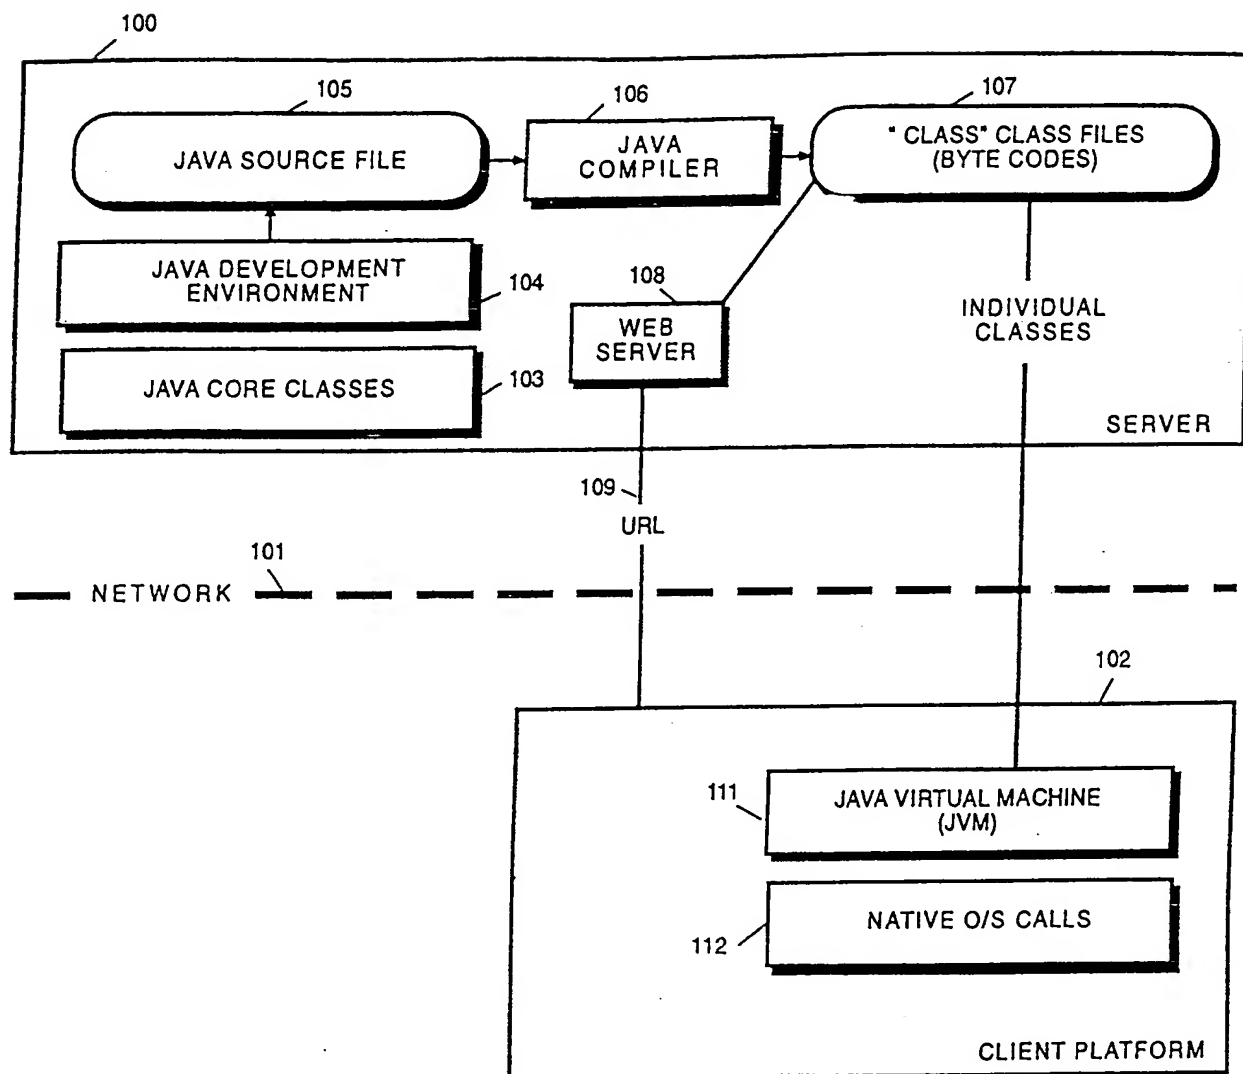 100
105
106
107
JAVA SOURCE FILE
JAVA
COMPILER
" CLASS" CLASS FILES
(BYTE CODES)
JAVA DEVELOPMENT
ENVIRONMENT
104
108
WEB
SERVER
INDIVIDUAL
CLASSES
JAVA CORE CLASSES
103
SERVER
109
URL
101
NETWORK
102
111
JAVA VIRTUAL MACHINE
(JVM)
112
NATIVE O/S CALLS
CLIENT PLATFORM